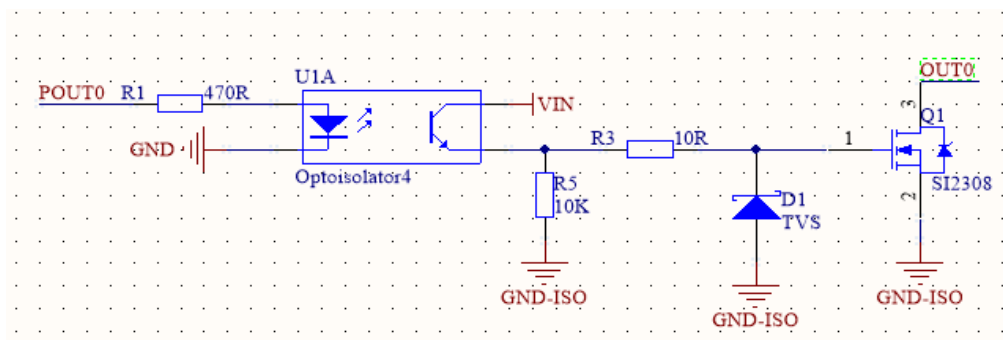 OUT0
U1A
POUT0 R1 470R
VIN
3
Q1
GND
R3 10R
1
Optoisolator4
SI2308
R5
10K
D1
TVS
2
GND-ISO
GND-ISO
GND-ISO